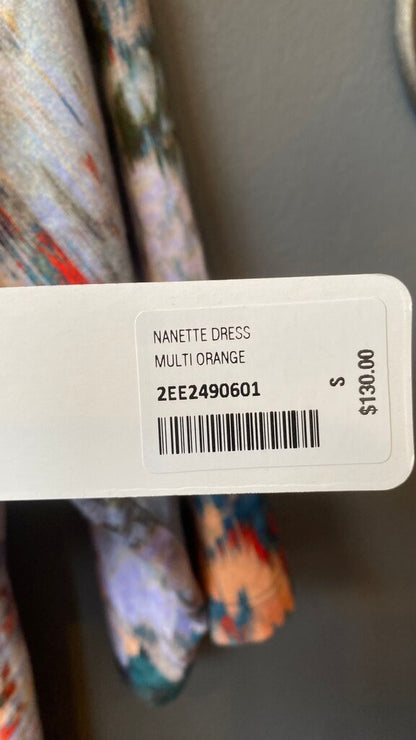 NANETTE DRESS
MULTI ORANGE
2EE2490601
S
$130.00